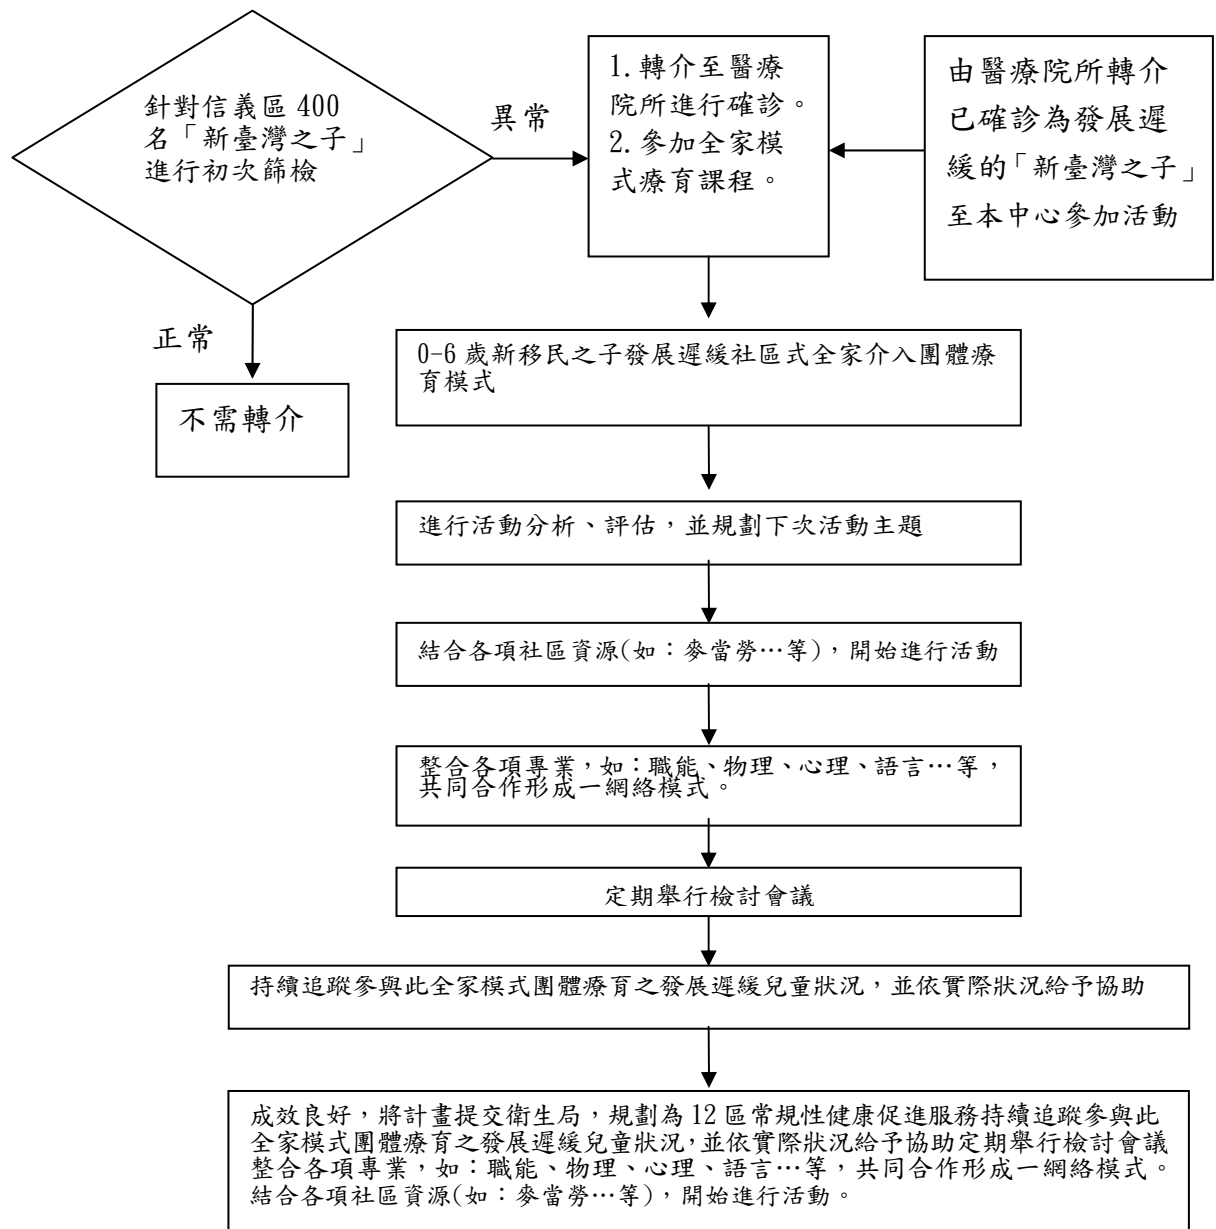 針對信義區 400
名「新臺灣之子」
進行初次篩檢
異常
1.轉介至醫療
院所進行確診。
2.參加全家模
式療育課程。
由醫療院所轉介
已確診為發展遲
緩的「新臺灣之子」
至本中心參加活動
正常
不需轉介
0-6 歲新移民之子發展遲緩社區式全家介入團體療
育模式
進行活動分析、評估，並規劃下次活動主題
結合各項社區資源(如：麥當勞…等)，開始進行活動
整合各項專業，如：職能、物理、心理、語言…等，
共同合作形成一網絡模式。
定期舉行檢討會議
持續追蹤參與此全家模式團體療育之發展遲緩兒童狀況，並依實際狀況給予協助
成效良好，將計畫提交衛生局，規劃為 12 區常規性健康促進服務持續追蹤參與此
全家模式團體療育之發展遲緩兒童狀況，並依實際狀況給予協助定期舉行檢討會議
整合各項專業，如：職能、物理、心理、語言…等，共同合作形成一網絡模式。
結合各項社區資源(如：麥當勞…等)，開始進行活動。